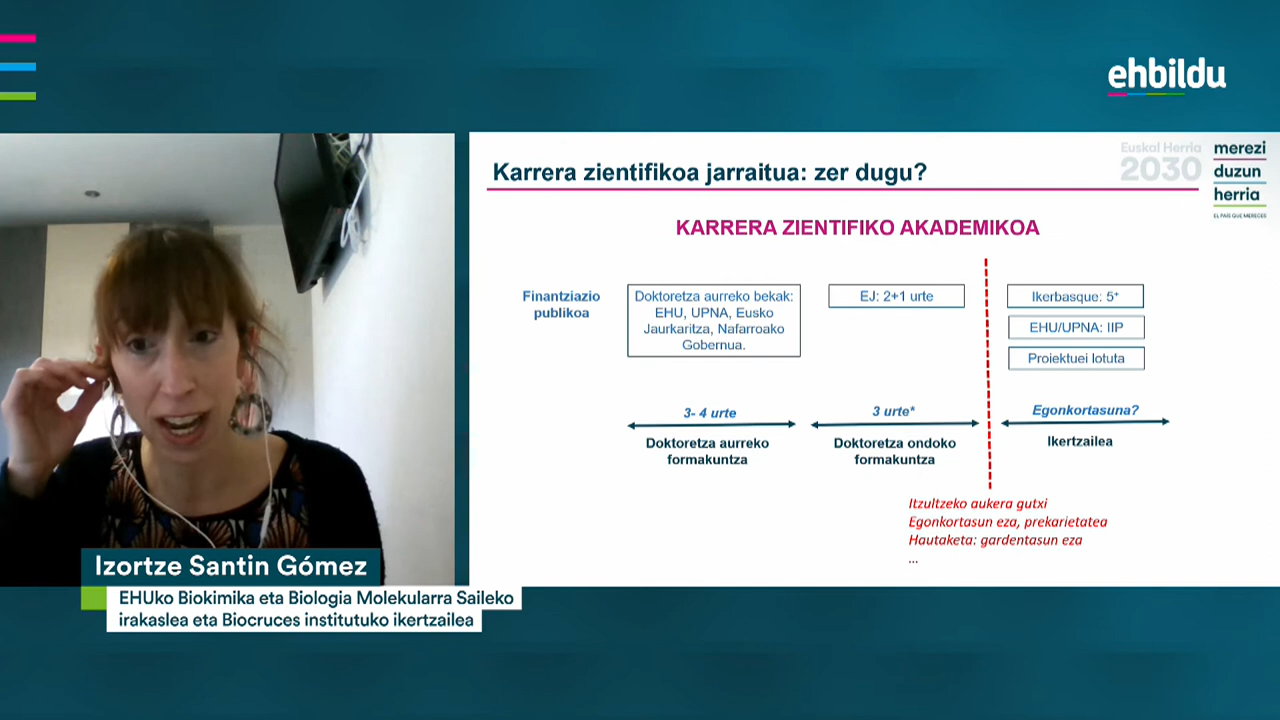 ehbildu
Karrera zientifikoa jarraitua: zer dugu?
Euskal Herria
2030
merezi
duzun
herria
EL PAÍS QUE MERECES
KARRERA ZIENTIFIKO AKADEMIKOA
Finantziazio
publikoa
Doktoretza aurreko bekak:
EHU, UPNA, Eusko
Jaurkaritza, Nafarroako
Gobernua.
EJ: 2+1 urte
Ikerbasque: 5*
EHU/UPNA: IIP
Proiektuei lotuta
3- 4 urte
Doktoretza aurreko
formakuntza
3 urte*
Doktoretza ondoko
formakuntza
Egonkortasuna?
Ikertzailea
Itzultzeko aukera gutxi
Egonkortasun eza, prekarietatea
Hautaketa: gardentasun eza
...
Izortze Santin Gómez
EHUko Biokimika eta Biologia Molekularra Saileko
irakaslea eta Biocruces institutuko ikertzailea